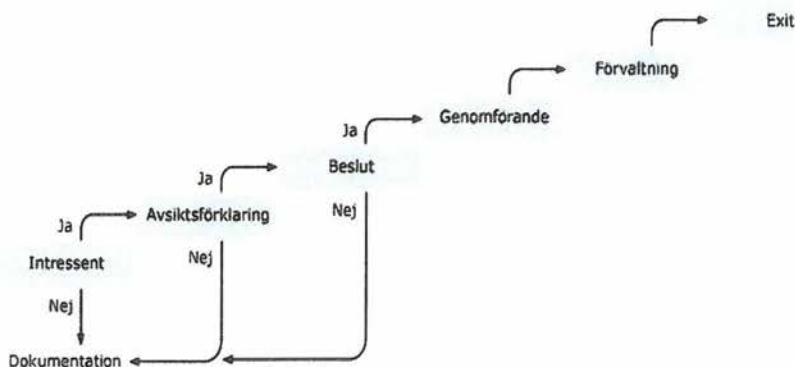 Exit
Förvaltning
Genomförande
Ja
Beslut
Ja
Nej
Avsiktsförklaring
Ja
Nej
Intressent
Nej
Dokumentation